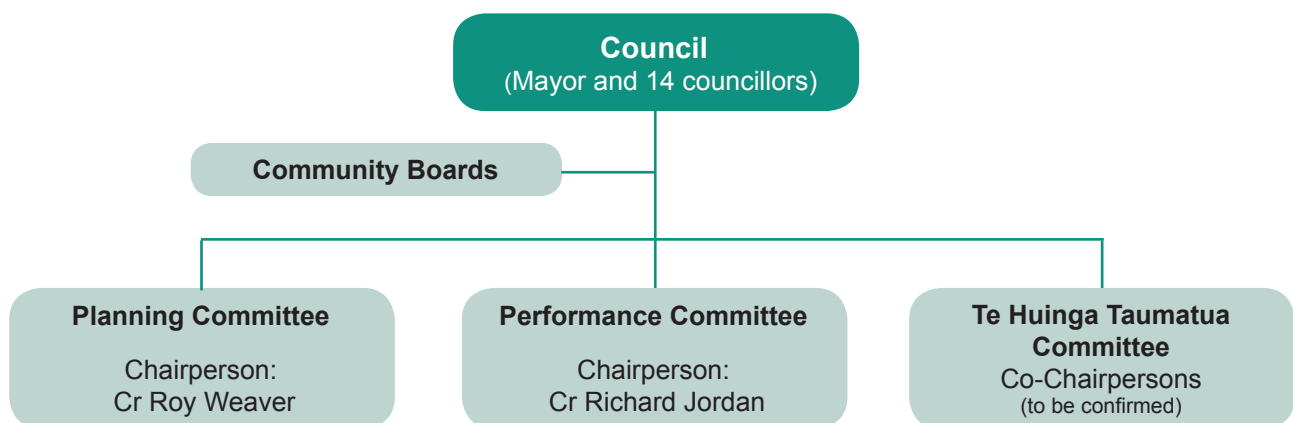 Council
(Mayor and 14 councillors)
Community Boards
Planning Committee
Chairperson:
Cr Roy Weaver
Performance Committee
Chairperson:
Cr Richard Jordan
Te Huinga Taumatua
Committee
Co-Chairpersons
(to be confirmed)